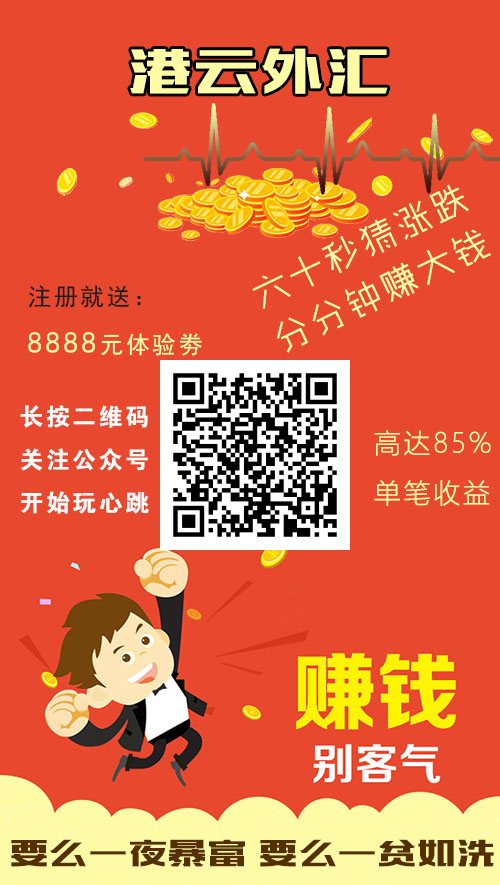 港云外汇
六十秒猜涨跌
分分钟赚大钱
注册就送：
8888元体验劵
长按二维码
关注公众号
开始玩心跳
高达85%
单笔收益
赚钱
别客气
要么一夜暴富 要么一贫如洗